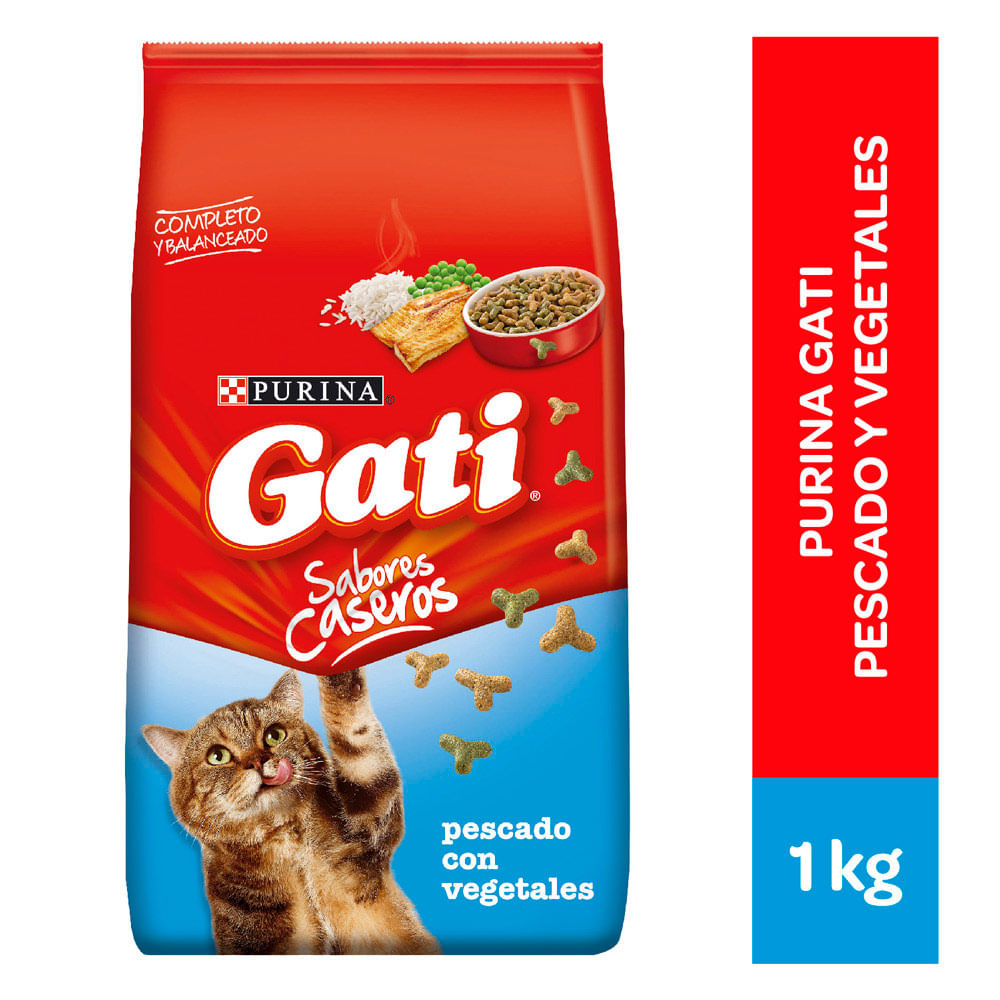 COMPLETO
Y BALANCEADO
PURINA®
Gati®
Sabores
Caseros
pescado
con
vegetales
PURINA GATI
PESCADO Y VEGETALES
1 kg